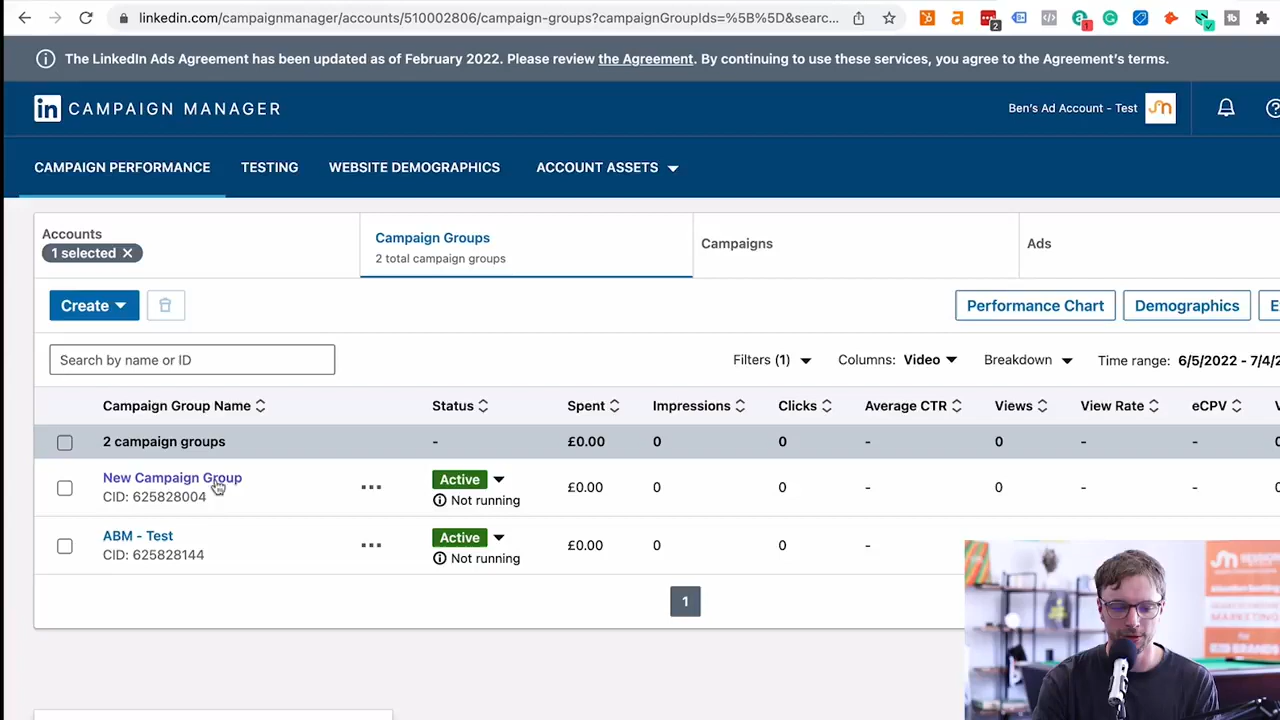 linkedin.com/campaignmanager/accounts/510002806/campaign-groups?campaignGroupIds=%5B%5D&searc...
The LinkedIn Ads Agreement has been updated as of February 2022. Please review the Agreement. By continuing to use these services, you agree to the Agreement's terms.
in CAMPAIGN MANAGER
Ben's Ad Account - Test
CAMPAIGN PERFORMANCE TESTING WEBSITE DEMOGRAPHICS ACCOUNT ASSETS
Accounts
1 selected
Campaign Groups
2 total campaign groups
Campaigns
Ads
Create
Performance Chart Demographics E
Search by name or ID
Filters (1) Columns: Video Breakdown Time range: 6/5/2022 - 7/4/2
Campaign Group Name Status Spent Impressions Clicks Average CTR Views View Rate eCPV V
2 campaign groups - £0.00 0 0 - 0 - -
New Campaign Group Active £0.00 0 0 - 0 - -
CID: 625828004 Not running
ABM - Test Active £0.00 0 0 -
CID: 625828144 Not running
1
MARKETING